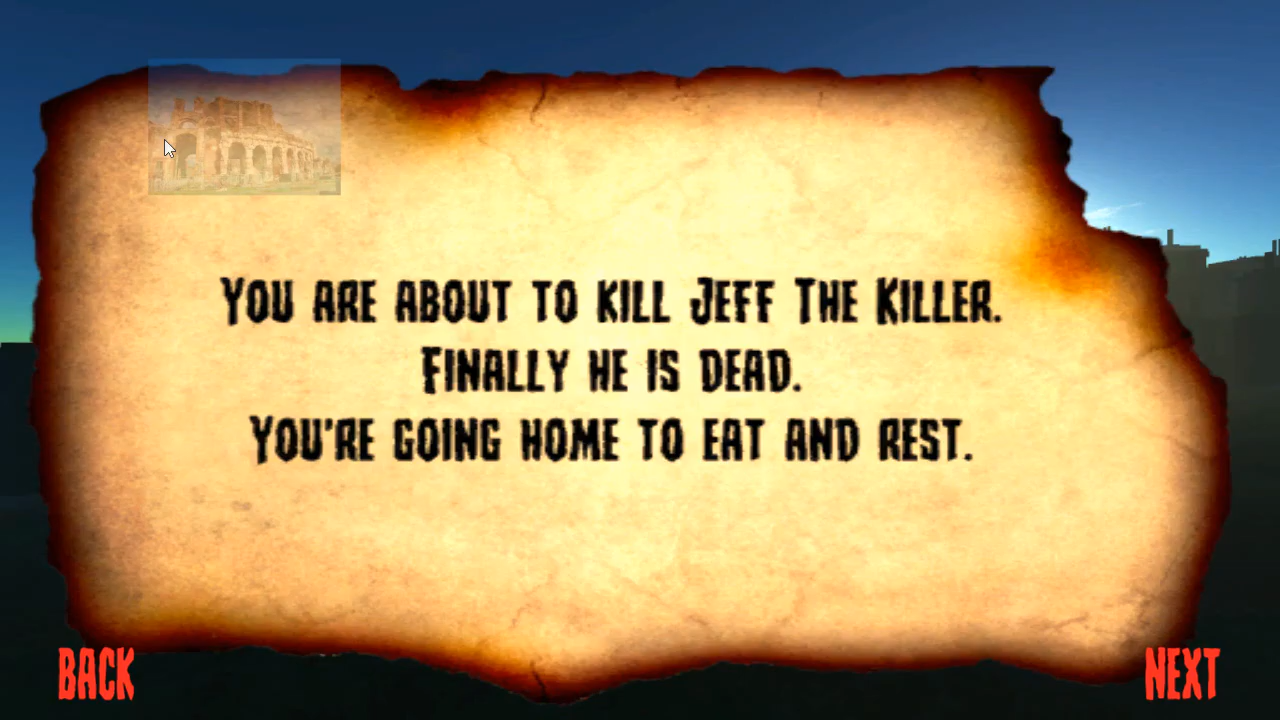 You are about to kill Jeff The Killer.
Finally he is dead.
You're going home to eat and rest.
BACK
NEXT